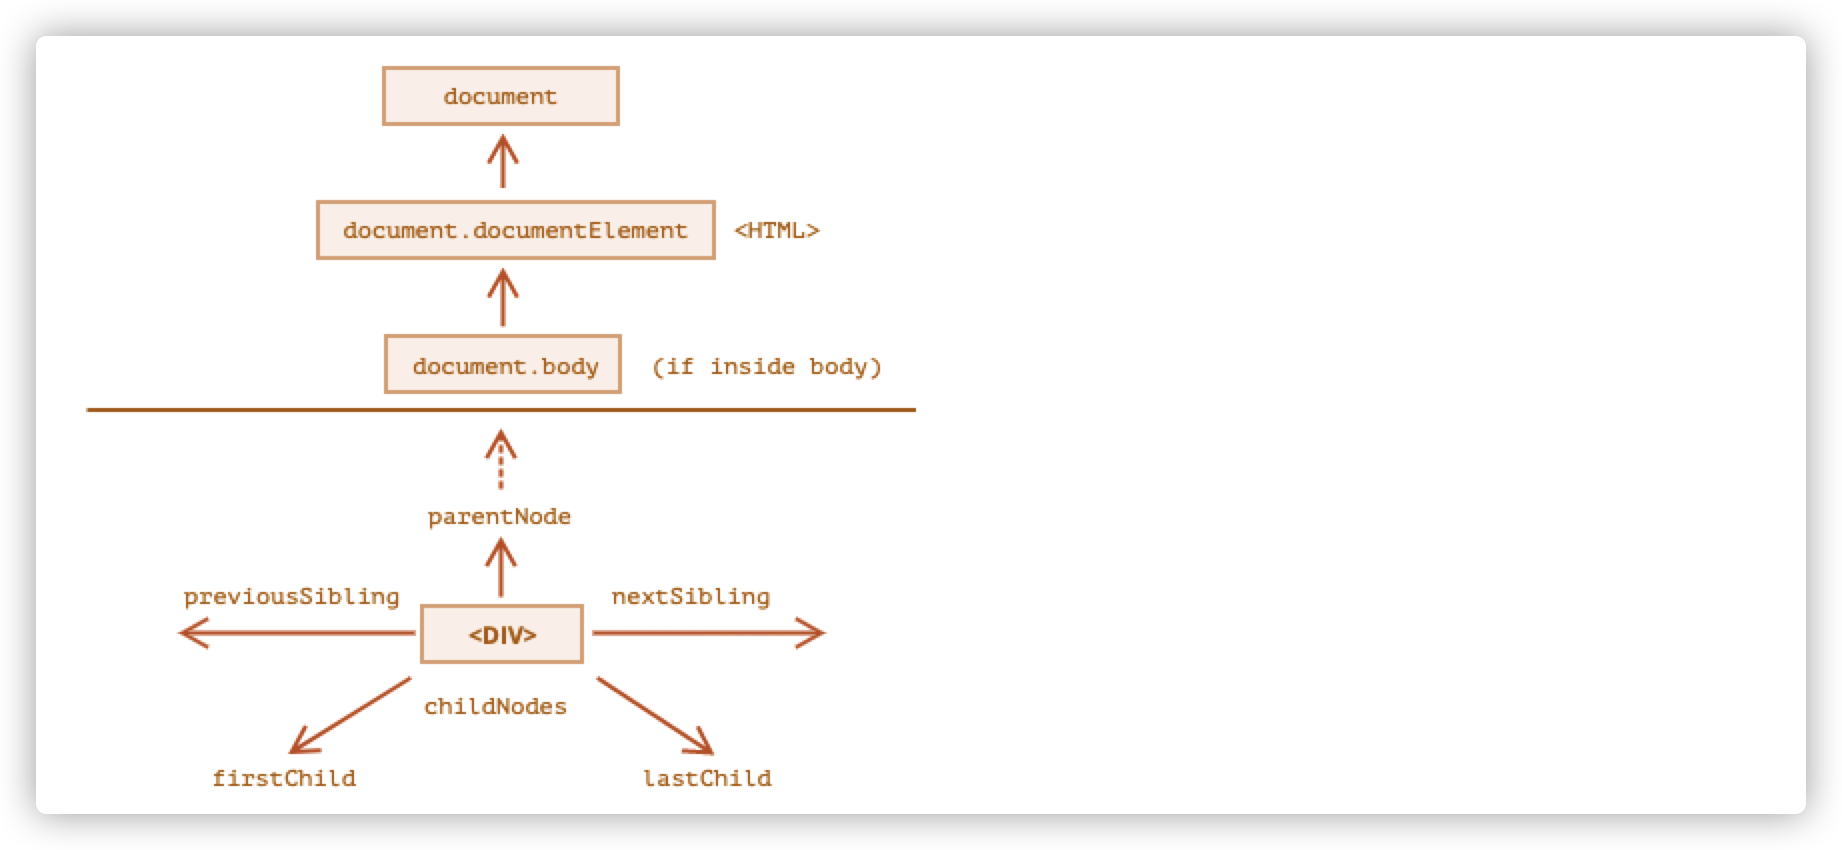 document
document.documentElement <HTML>
document.body (if inside body)
parentNode
previousSibling nextSibling
<DIV>
childNodes
firstChild lastChild